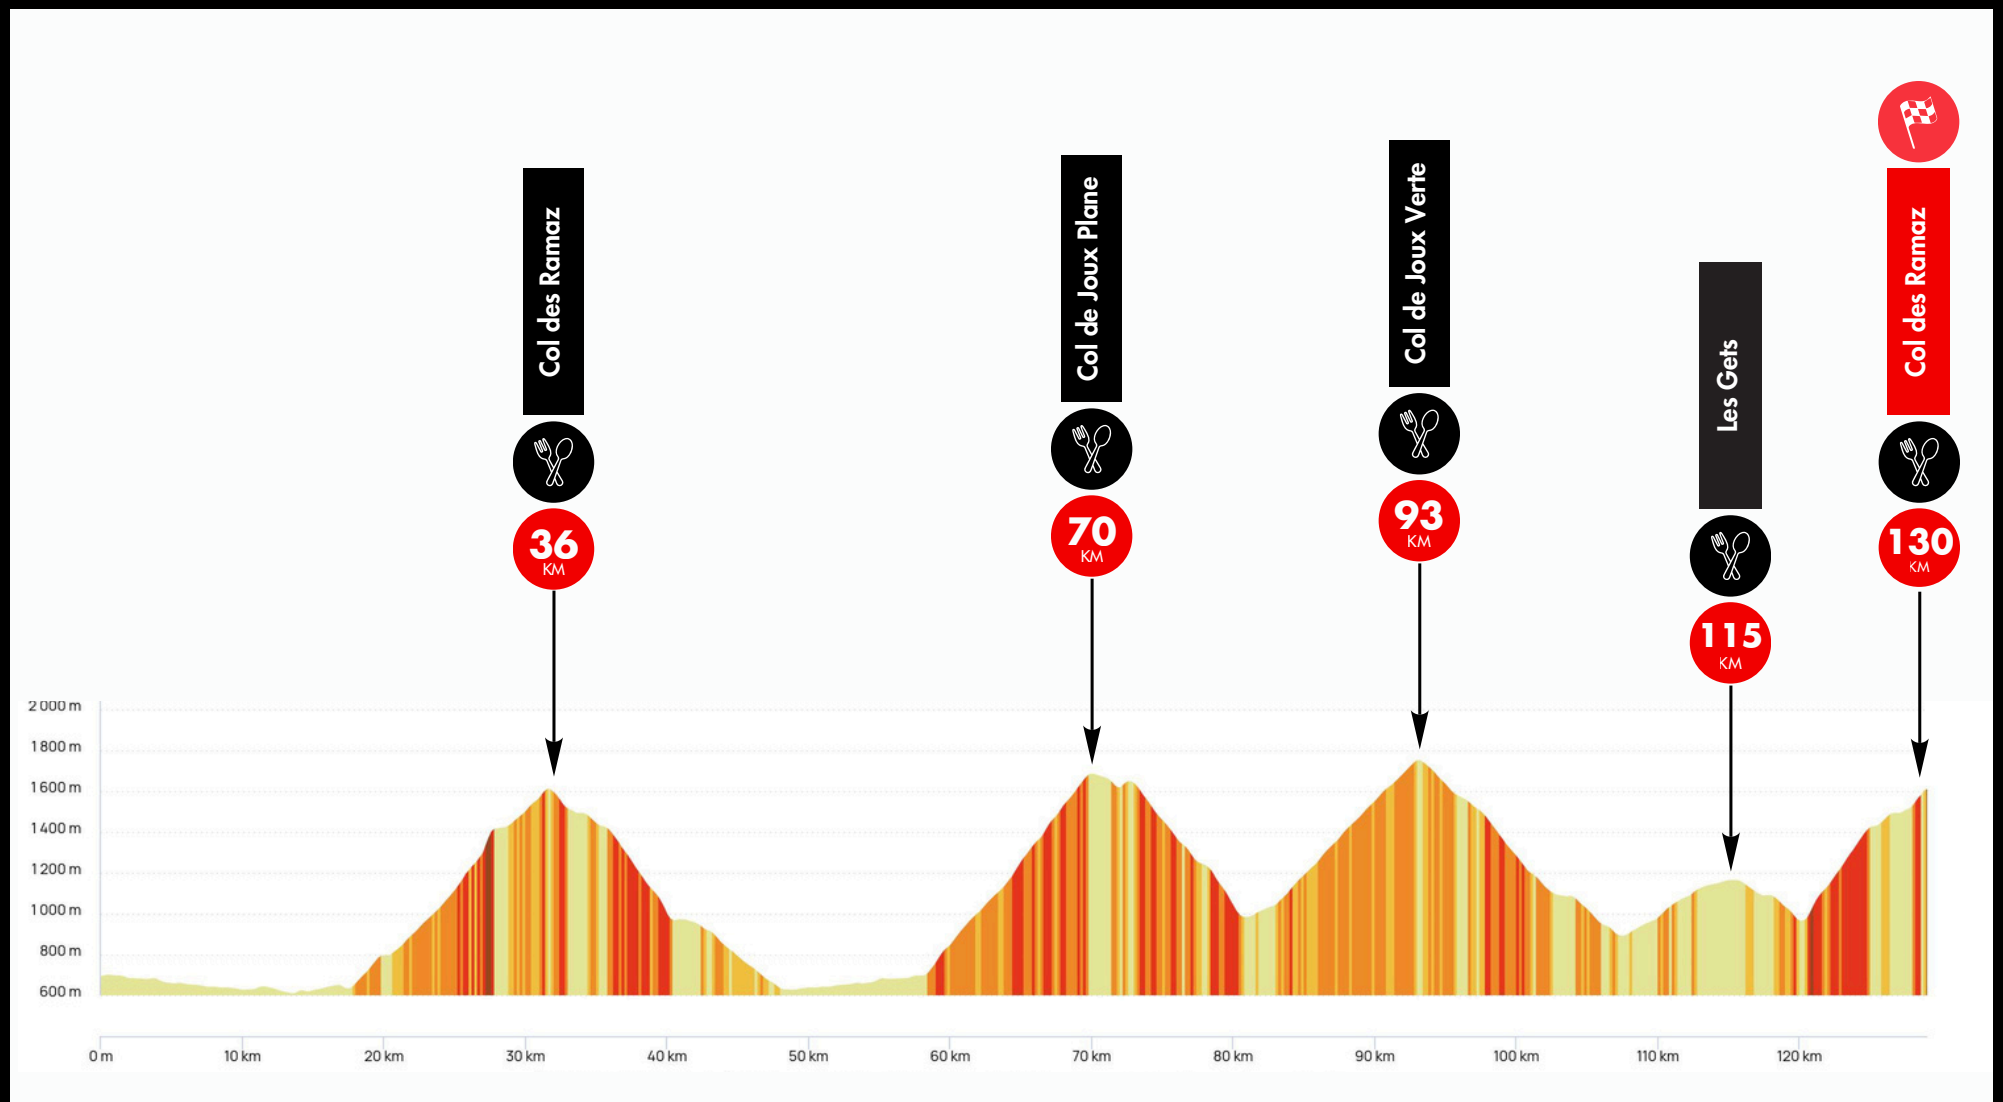 Col des Ramaz
36
KM
Col de Joux Plane
70
KM
Col de Joux Verte
93
KM
Les Gets
115
KM
Col des Ramaz
130
KM
2 000 m
1 800 m
1 600 m
1 400 m
1 200 m
1 000 m
800 m
600 m
0 m
10 km
20 km
30 km
40 km
50 km
60 km
70 km
80 km
90 km
100 km
110 km
120 km